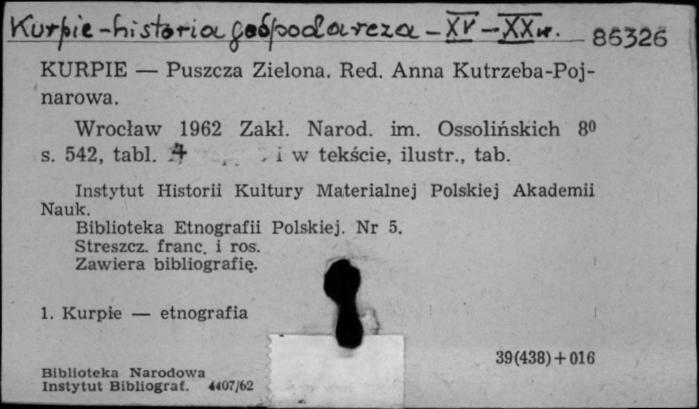 Kurpie – historia gospodarcza – XV – XX w. 86326
KURPIE — Puszcza Zielona. Red. Anna Kutrzeba-Poj-
narowa.
Wrocław 1962 Zakł. Narod. im. Ossolińskich 8⁰
s. 542, tabl. 4 i w tekście, ilustr., tab.
Instytut Historii Kultury Materialnej Polskiej Akademii
Nauk.
Biblioteka Etnografii Polskiej. Nr 5.
Streszcz. franc. i ros.
Zawiera bibliografię.
1. Kurpie — etnografia
39(438)+016
Biblioteka Narodowa
Instytut Bibliograf. 4407/62